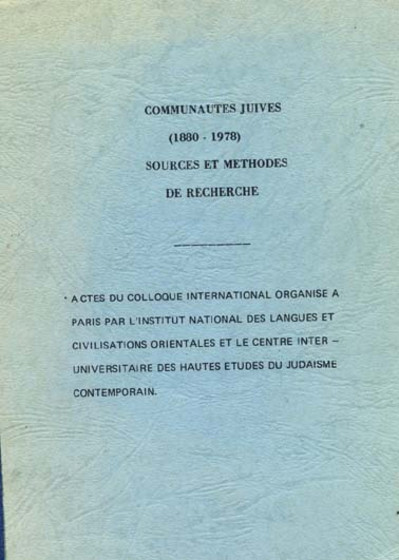 COMMUNAUTES JUIVES
(1880 - 1978)
SOURCES ET METHODES
DE RECHERCHE
ACTES DU COLLOQUE INTERNATIONAL ORGANISE A
PARIS PAR L'INSTITUT NATIONAL DES LANGUES ET
CIVILISATIONS ORIENTALES ET LE CENTRE INTER –
UNIVERSITAIRE DES HAUTES ETUDES DU JUDAISME
CONTEMPORAIN.